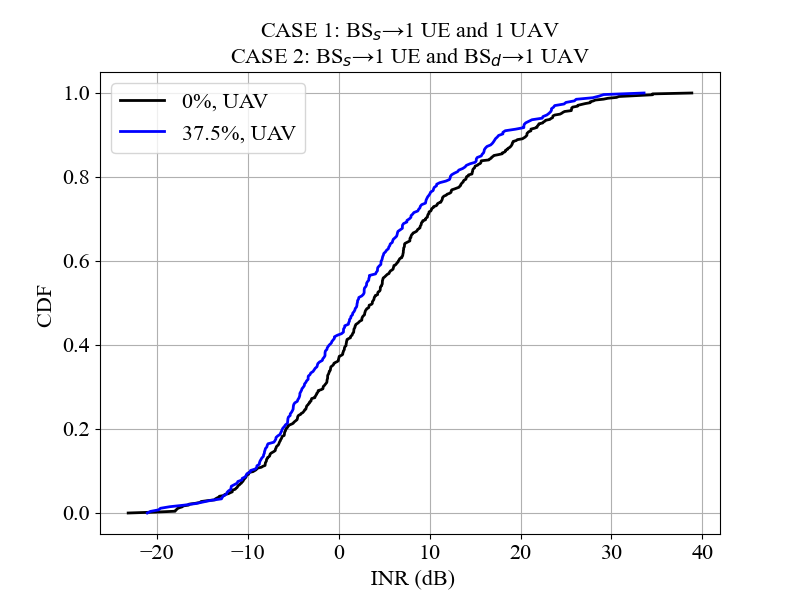 CASE 1: BSₛ→1 UE and 1 UAV
CASE 2: BSₛ→1 UE and BS_d→1 UAV
0%, UAV
37.5%, UAV
1.0
0.8
0.6
0.4
0.2
0.0
CDF
−20 −10 0 10 20 30 40
INR (dB)